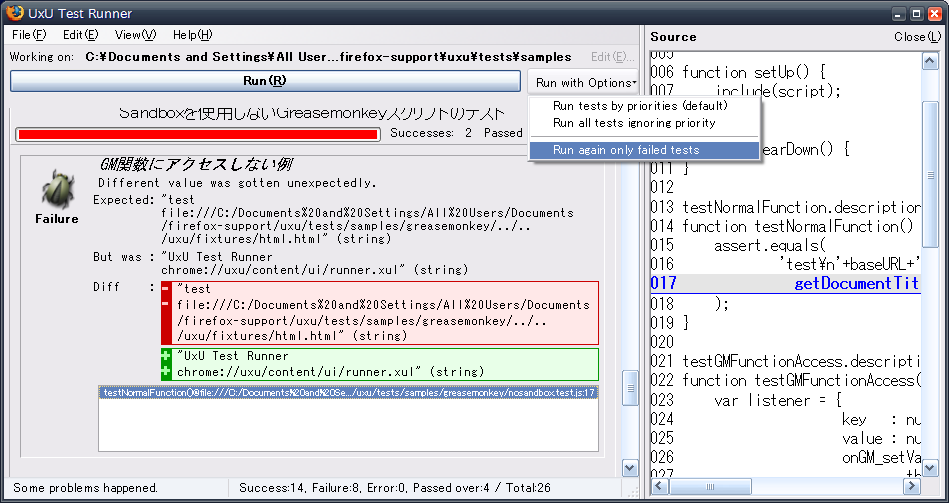 UxU Test Runner
File(F) Edit(E) View(V) Help(H)
Working on: C:¥Documents and Settings¥All User...firefox-support¥uxu¥tests¥samples Edit(E)...
Run(R)
Run with Options
Run tests by priorities (default)
Run all tests ignoring priority
Run again only failed tests
Sandboxを使用しないGreasemonkeyスクリプトのテスト
Successes: 2 Passed
GM関数にアクセスしない例
Different value was gotten unexpectedly.
Failure
Expected: "test
file:///C:/Documents%20and%20Settings/All%20Users/Documents
/firefox-support/uxu/tests/samples/greasemonkey/../..
/uxu/fixtures/html.html" (string)
But was : "UxU Test Runner
chrome://uxu/content/ui/runner.xul" (string)
Diff :
- "test
- file:///C:/Documents%20and%20Settings/All%20Users/Documents
/firefox-support/uxu/tests/samples/greasemonkey/../..
/uxu/fixtures/html.html" (string)
+ "UxU Test Runner
+ chrome://uxu/content/ui/runner.xul" (string)
testNormalFunction()@file:///C:/Documents%20and%20Se.../uxu/tests/samples/greasemonkey/nosandbox.test.js:17
Some problems happened.
Success:14, Failure:8, Error:0, Passed over:4 / Total:26
Source Close(L)
005
006 function setUp() {
007 include(script);
earDown() {
011 }
012
013 testNormalFunction.description
014 function testNormalFunction()
015 assert.equals(
016 'test¥n'+baseURL+'
017 getDocumentTit
018 );
019 }
020
021 testGMFunctionAccess.descripti
022 function testGMFunctionAccess(
023 var listener = {
024 key : nu
025 value : nu
026 onGM_setVa
027 th